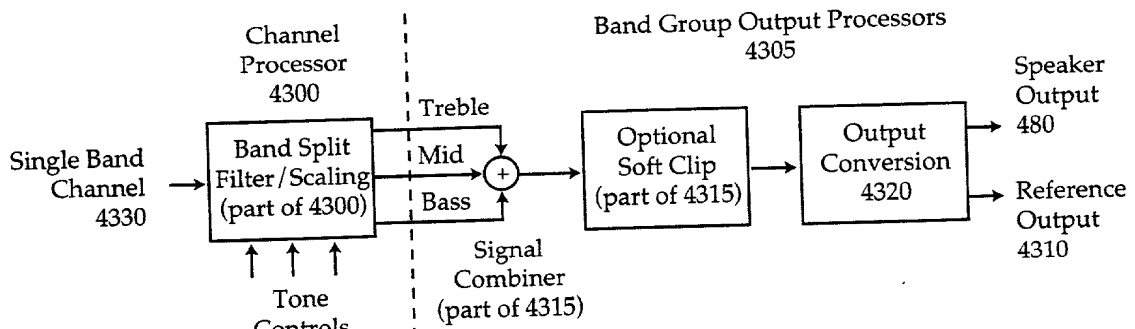 Band Group Output Processors
4305
Channel
Processor
4300
Speaker
Output
480
Treble
Single Band
Channel
4330
Band Split
Filter/Scaling
(part of 4300)
Mid
+
Optional
Soft Clip
(part of 4315)
Output
Conversion
4320
Bass
Reference
Output
4310
Signal
Combiner
(part of 4315)
Tone
Controls